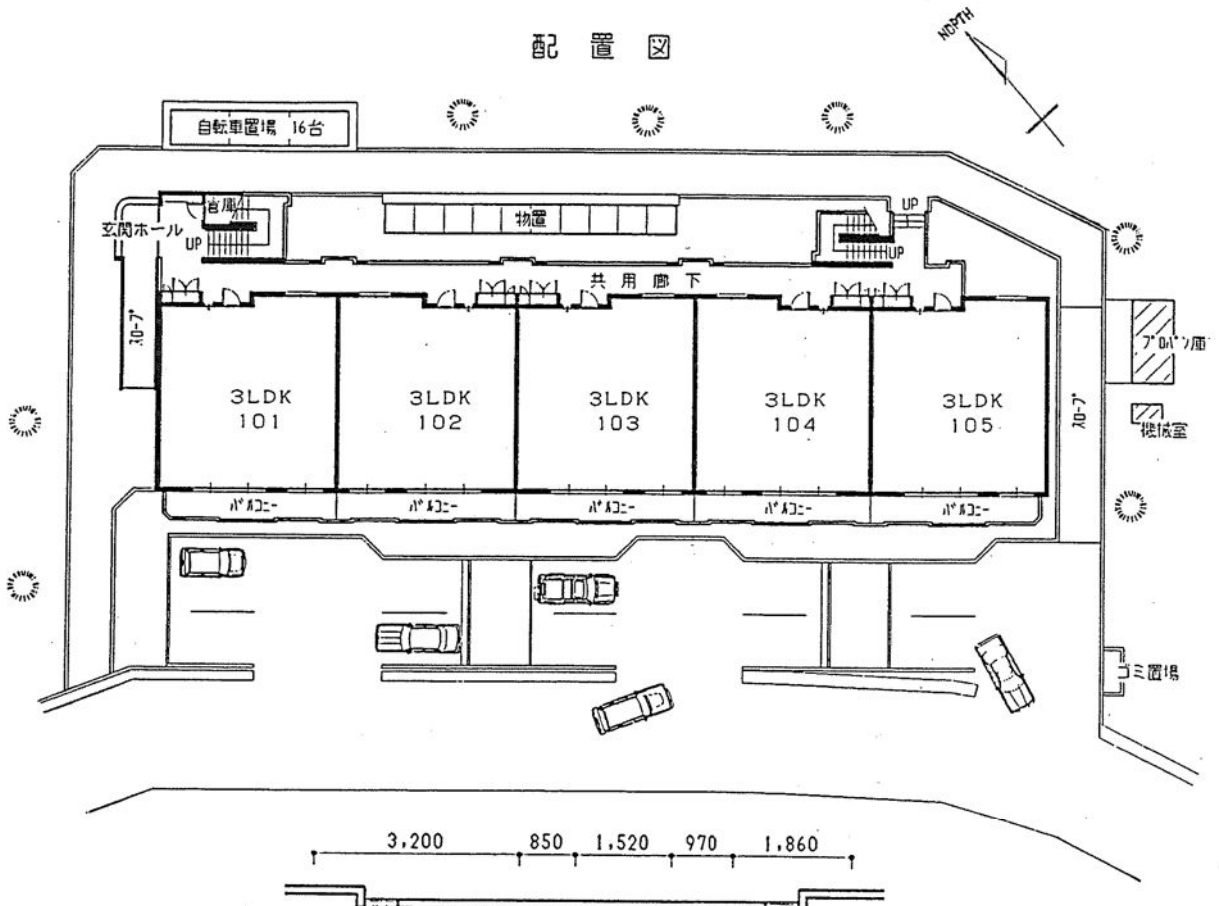 配置図
NORTH
自転車置場 16台
玄関ホール
倉庫
UP
物置
UP
UP
共用廊下
スロープ
3LDK
101
3LDK
102
3LDK
103
3LDK
104
3LDK
105
スロープ
プロパン庫
機械室
バルコニー
バルコニー
バルコニー
バルコニー
バルコニー
ゴミ置場
3,200
850
1,520
970
1,860